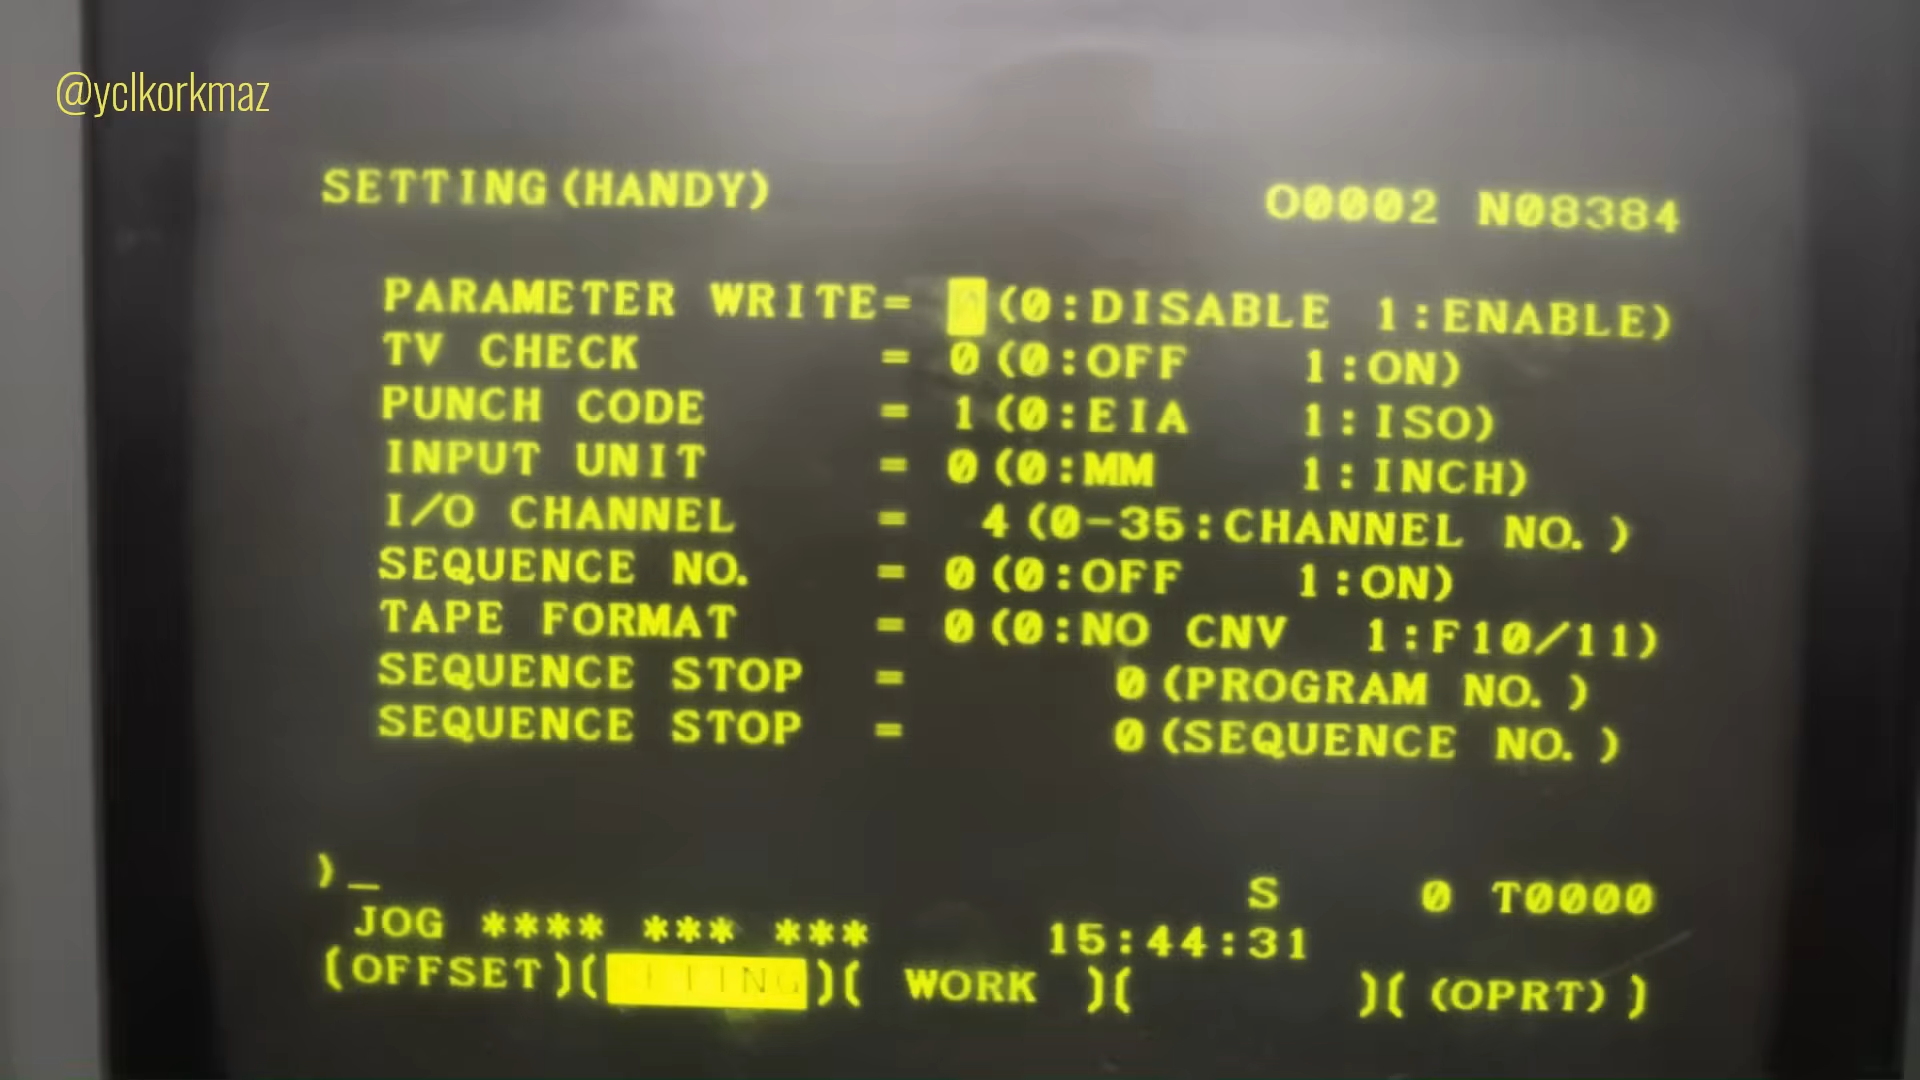 @yclkorkmaz
SETTING(HANDY) O0002 N08384
PARAMETER WRITE= 0(0:DISABLE 1:ENABLE)
TV CHECK = 0(0:OFF 1:ON)
PUNCH CODE = 1(0:EIA 1:ISO)
INPUT UNIT = 0(0:MM 1:INCH)
I/O CHANNEL = 4(0-35:CHANNEL NO.)
SEQUENCE NO. = 0(0:OFF 1:ON)
TAPE FORMAT = 0(0:NO CNV 1:F10/11)
SEQUENCE STOP = 0(PROGRAM NO.)
SEQUENCE STOP = 0(SEQUENCE NO.)
)_
S 0 T0000
JOG **** *** *** 15:44:31
(OFFSET)(SETTING)( WORK )( )( (OPRT) )